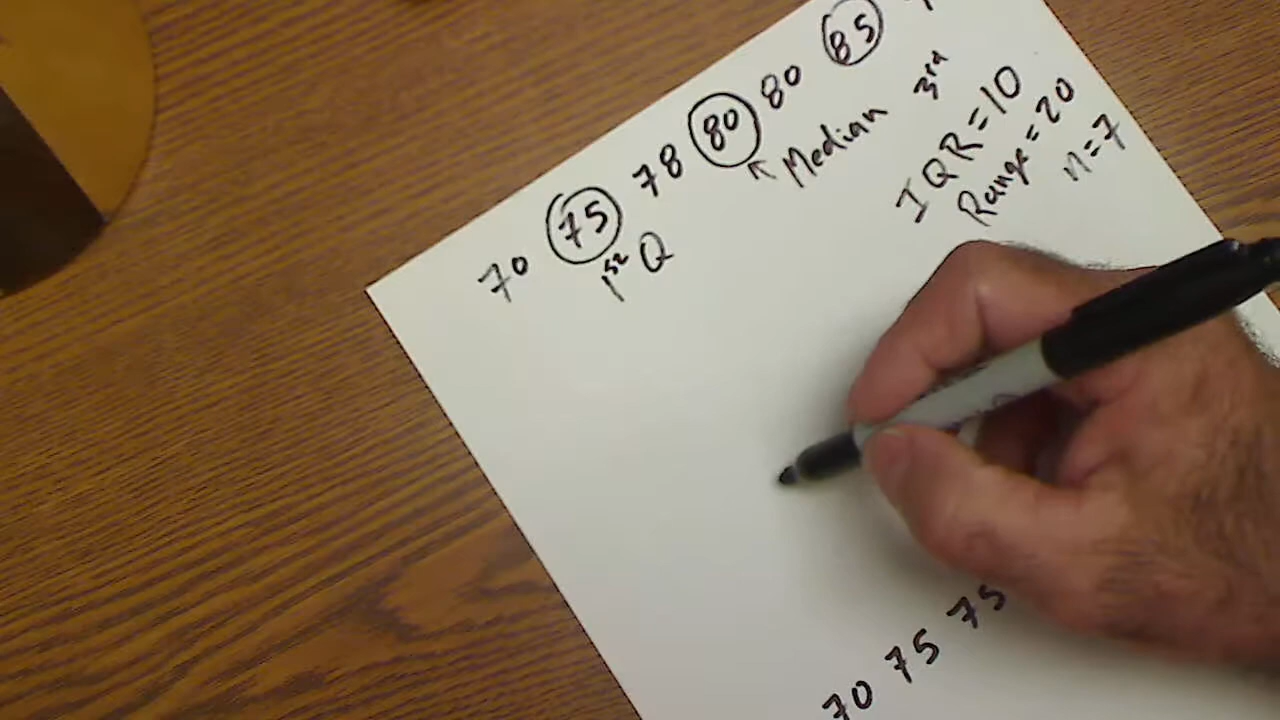 70 75 78 80 80 85
1st Q
Median
3rd
IQR=10
Range=20
n=7
70 75 75